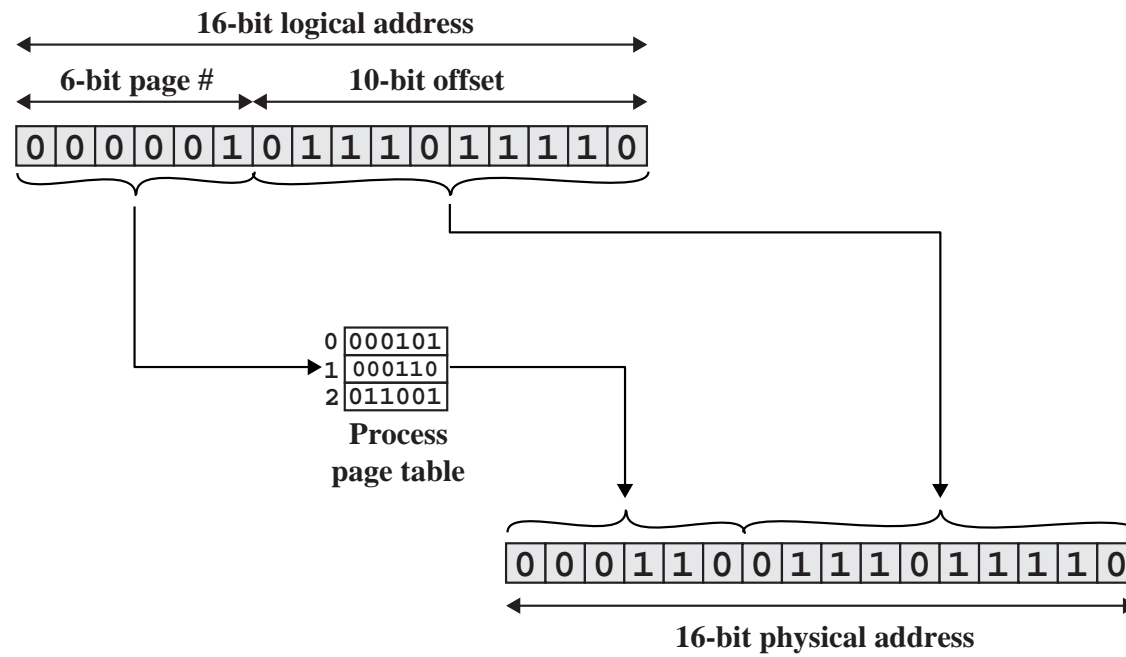 16-bit logical address
6-bit page # 10-bit offset
0 0 0 0 0 1 0 1 1 1 0 1 1 1 1 0
0 000101
1 000110
2 011001
Process
page table
0 0 0 1 1 0 0 1 1 1 0 1 1 1 1 0
16-bit physical address